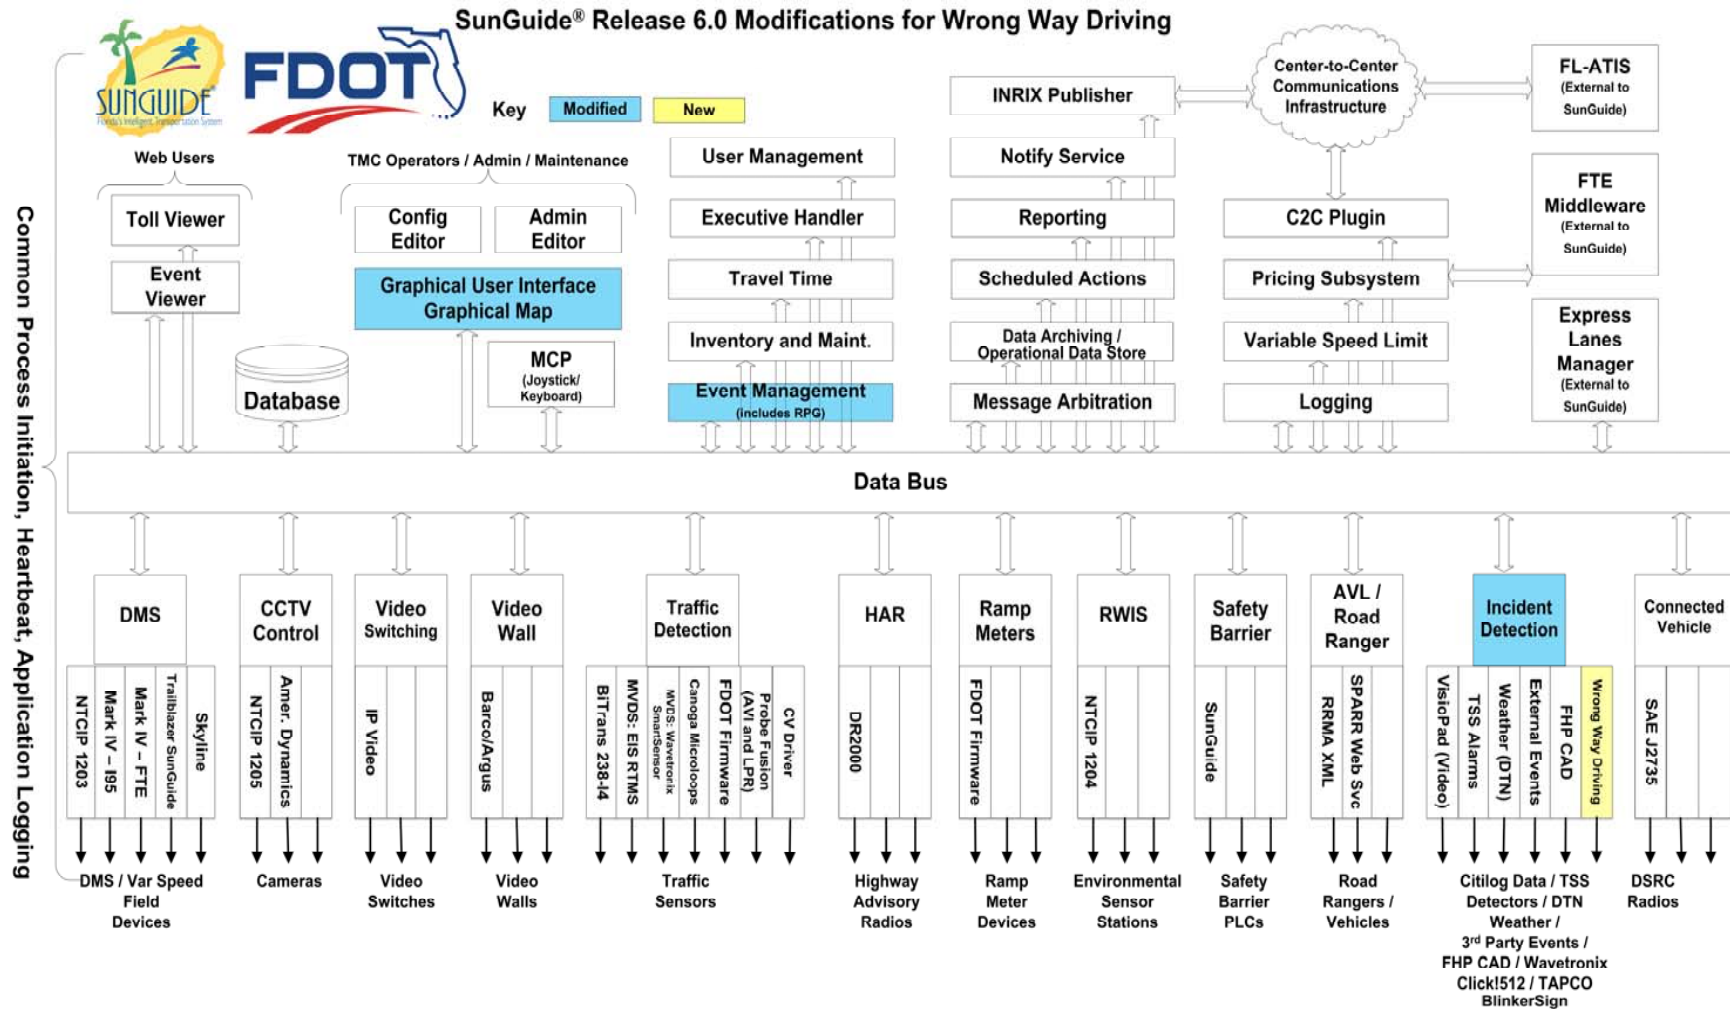 SunGuide® Release 6.0 Modifications for Wrong Way Driving
SUNGUIDE®
Florida's Intelligent Transportation System
FDOT
Key
Modified
New
Web Users
TMC Operators / Admin / Maintenance
Toll Viewer
Event
Viewer
Config
Editor
Admin
Editor
Graphical User Interface
Graphical Map
MCP
(Joystick/
Keyboard)
Database
User Management
Executive Handler
Travel Time
Inventory and Maint.
Event Management
(includes RPG)
INRIX Publisher
Notify Service
Reporting
Scheduled Actions
Data Archiving /
Operational Data Store
Message Arbitration
Center-to-Center
Communications
Infrastructure
C2C Plugin
Pricing Subsystem
Variable Speed Limit
Logging
FL-ATIS
(External to
SunGuide)
FTE
Middleware
(External to
SunGuide)
Express
Lanes
Manager
(External to
SunGuide)
Common Process Initiation, Heartbeat, Application Logging
Data Bus
DMS
NTCIP 1203
Mark IV – I95
Mark IV – FTE
Trailblazer SunGuide
Skyline
DMS / Var Speed
Field
Devices
CCTV
Control
NTCIP 1205
Amer. Dynamics
Cameras
Video
Switching
IP Video
Video
Switches
Video
Wall
Barco/Argus
Video
Walls
Traffic
Detection
BiTrans 238-I4
MVDS: EIS RTMS
MVDS: Wavetronix
SmartSensor
Canoga Microloops
FDOT Firmware
Probe Fusion
(AVI and LPR)
CV Driver
Traffic
Sensors
HAR
DR2000
Highway
Advisory
Radios
Ramp
Meters
FDOT Firmware
Ramp
Meter
Devices
RWIS
NTCIP 1204
Environmental
Sensor
Stations
Safety
Barrier
SunGuide
Safety
Barrier
PLCs
AVL /
Road
Ranger
RRMA XML
SPARR Web Svc
Road
Rangers /
Vehicles
Incident
Detection
VisioPad (Video)
TSS Alarms
Weather (DTN)
External Events
FHP CAD
Wrong Way Driving
Citilog Data / TSS
Detectors / DTN
Weather /
3rd Party Events /
FHP CAD / Wavetronix
Click!512 / TAPCO
BlinkerSign
Connected
Vehicle
SAE J2735
DSRC
Radios